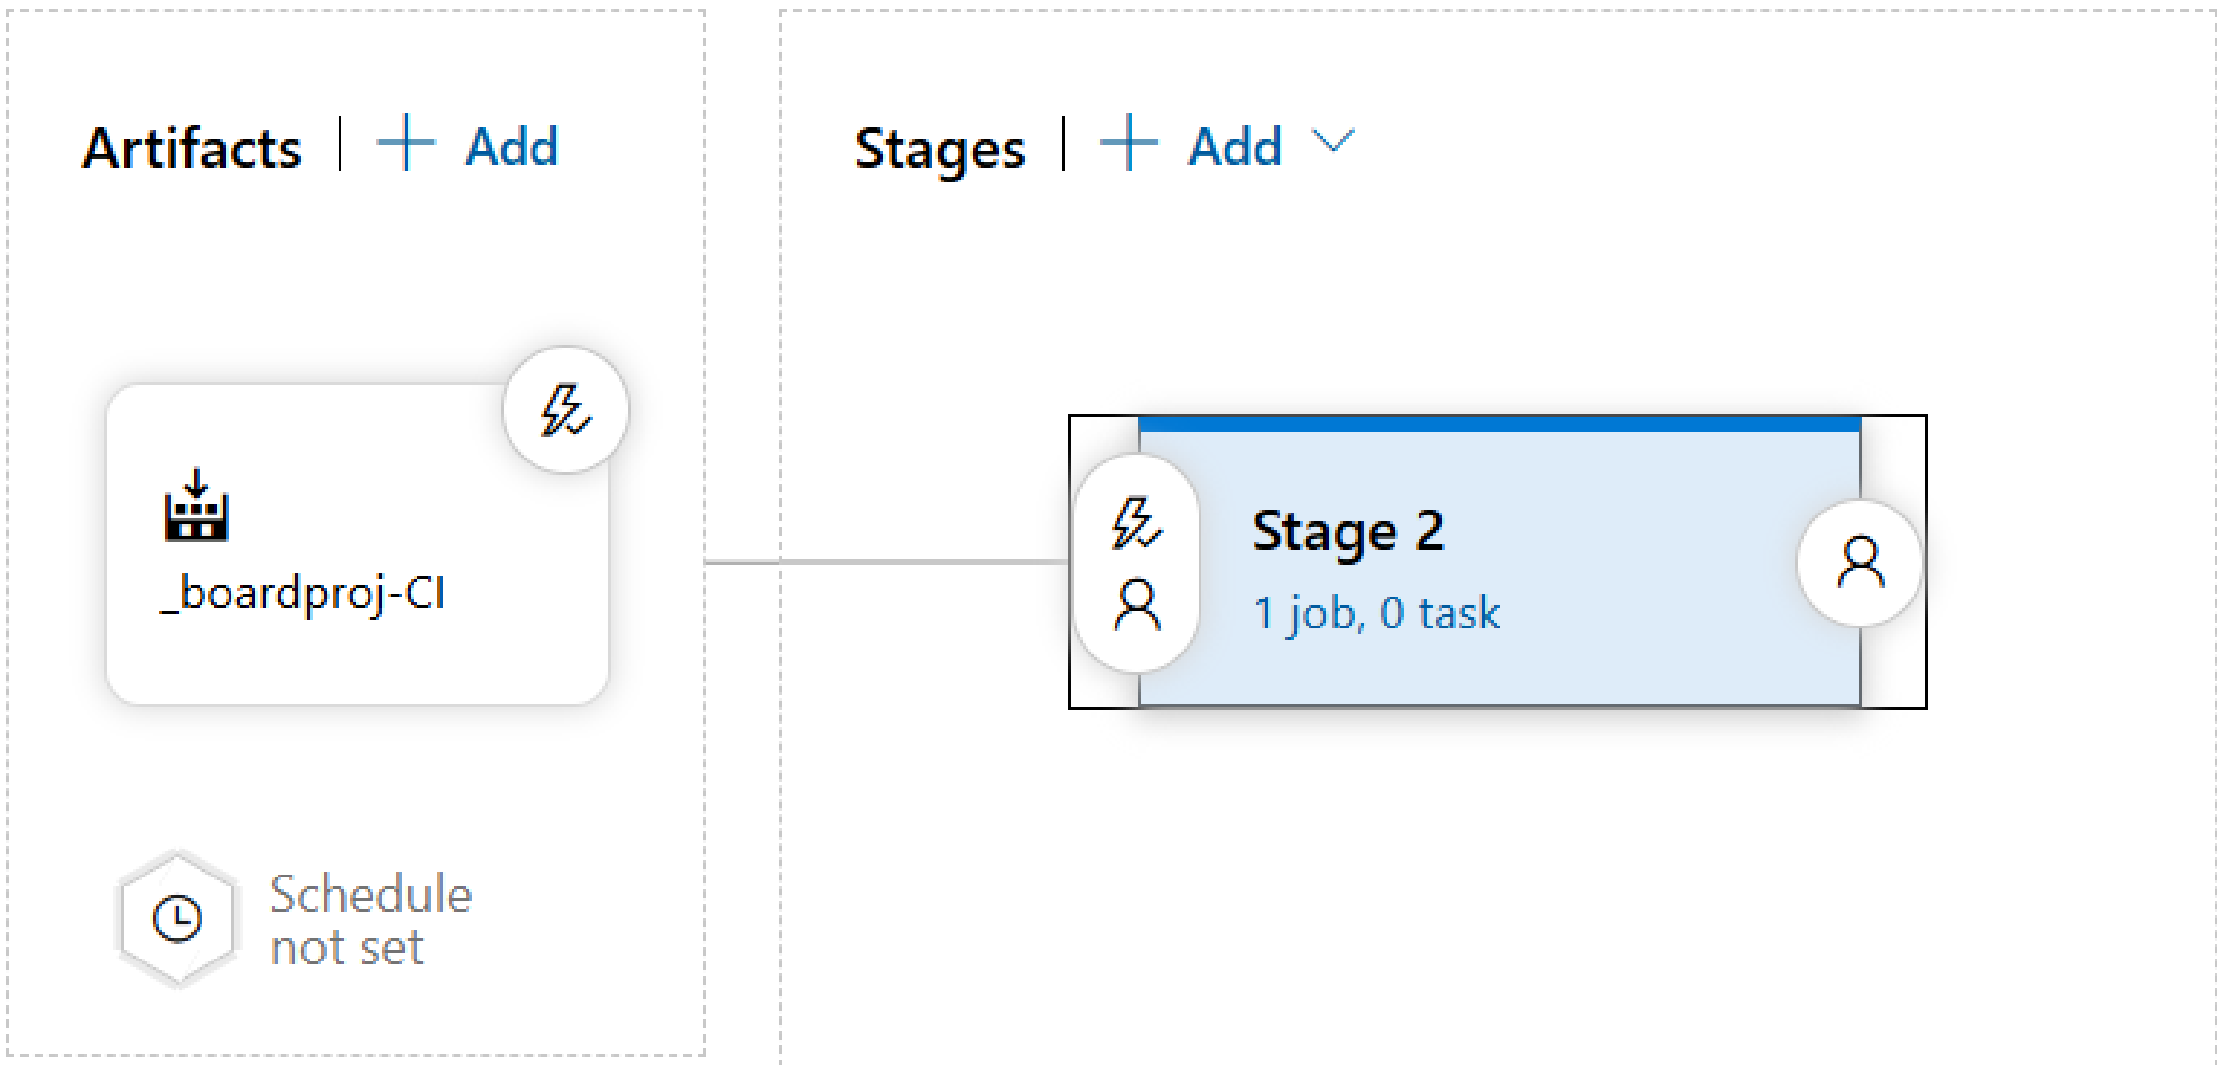 Artifacts
Add
_boardproj-CI
Schedule
not set
Stages
Add
Stage 2
1 job, 0 task